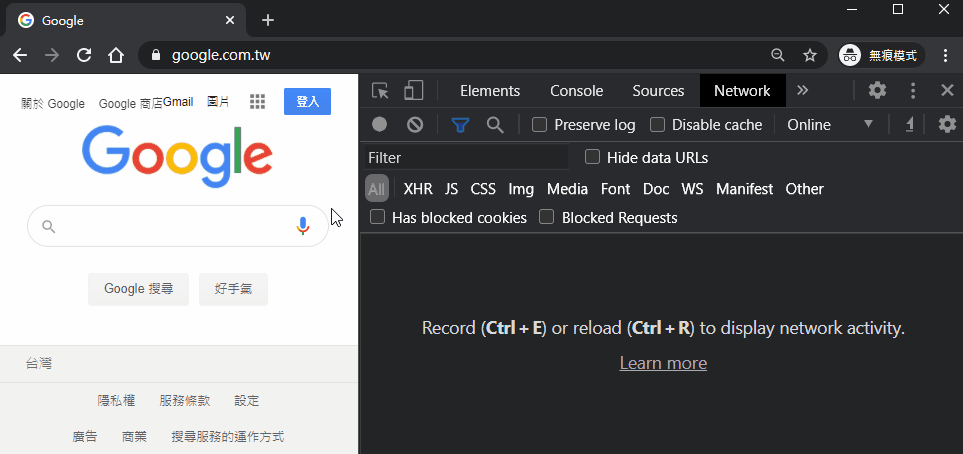 Google
google.com.tw
無痕模式
關於 Google Google 商店 Gmail 圖片 登入
Google
Google 搜尋 好手氣
台灣
隱私權 服務條款 設定
廣告 商業 搜尋服務的運作方式
Elements Console Sources Network
Preserve log Disable cache Online
Filter Hide data URLs
All XHR JS CSS Img Media Font Doc WS Manifest Other
Has blocked cookies Blocked Requests
Record (Ctrl + E) or reload (Ctrl + R) to display network activity.
Learn more